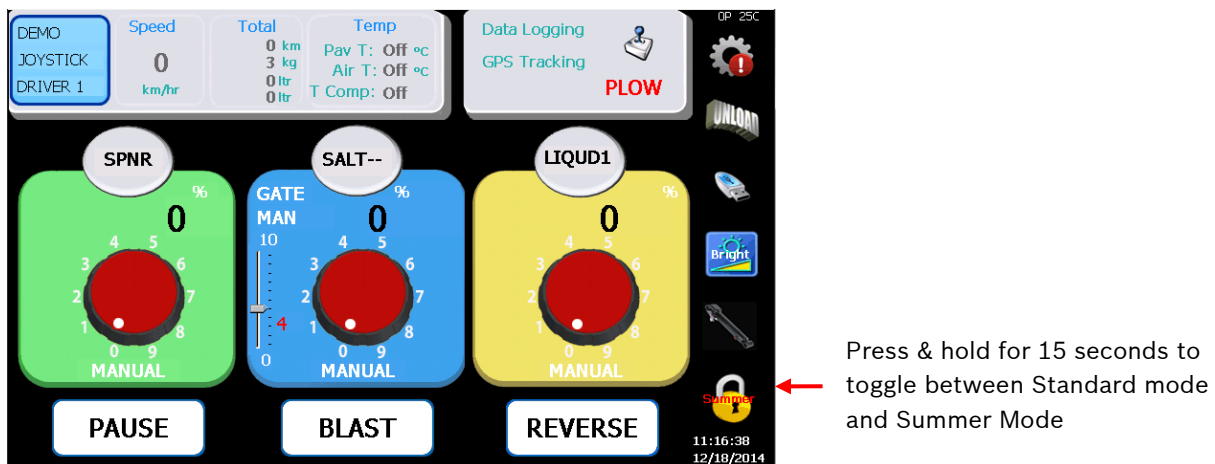 DEMO
JOYSTICK
DRIVER 1
Speed
0
km/hr
Total
0 km
3 kg
0 ltr
0 ltr
Temp
Pav T: Off ºc
Air T: Off ºc
T Comp: Off
Data Logging
GPS Tracking
PLOW
OP 25C
UNLOAD
SPNR
%
0
4 5
3 6
2 7
1 8
0 9
MANUAL
SALT--
GATE %
MAN 0
10
4
0
4 5
3 6
2 7
1 8
0 9
MANUAL
LIQUD1
%
0
4 5
3 6
2 7
1 8
0 9
MANUAL
Bright
Summer
PAUSE
BLAST
REVERSE
11:16:38
12/18/2014
Press & hold for 15 seconds to
toggle between Standard mode
and Summer Mode